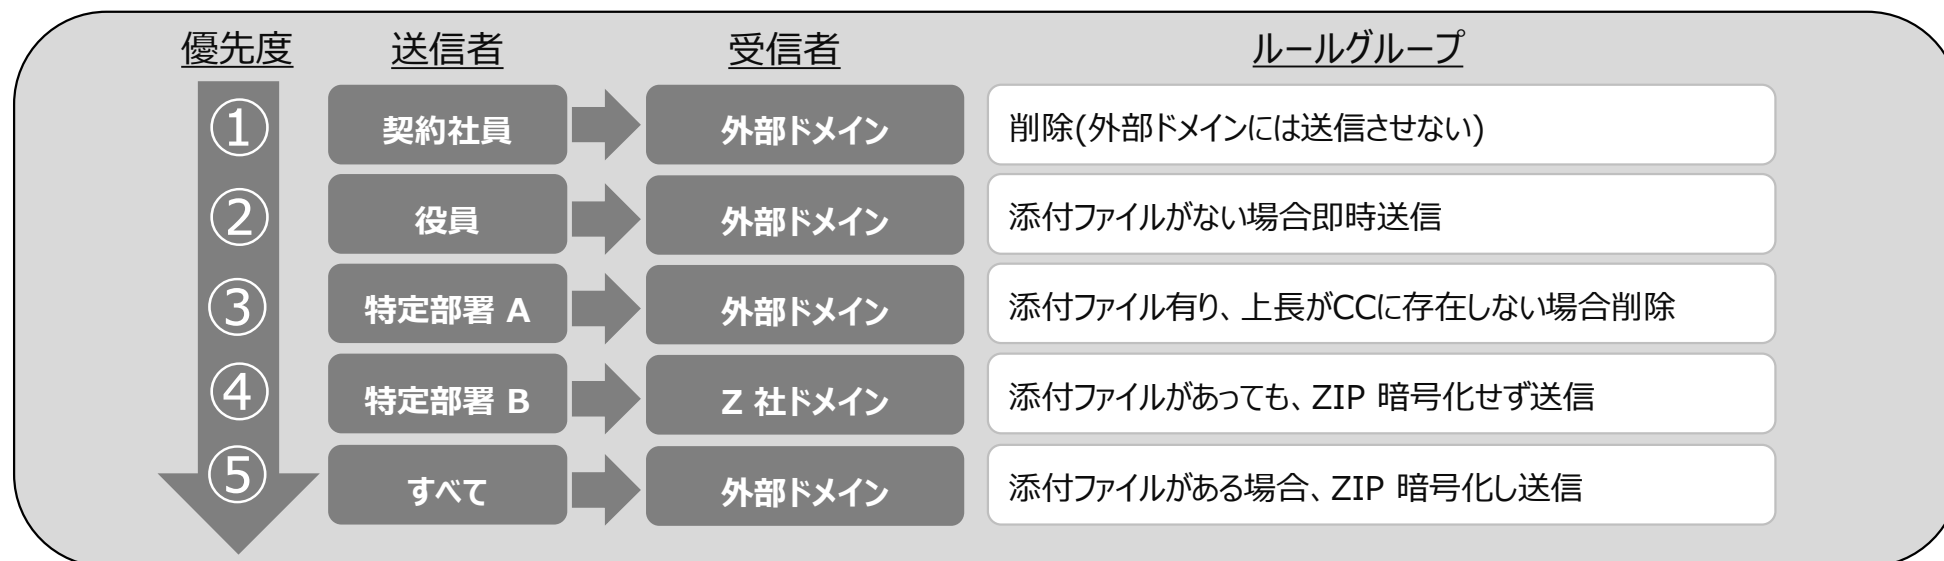 優先度 送信者 受信者 ルールグループ
① 契約社員 外部ドメイン 削除(外部ドメインには送信させない)
② 役員 外部ドメイン 添付ファイルがない場合即時送信
③ 特定部署 A 外部ドメイン 添付ファイル有り、上長がCCに存在しない場合削除
④ 特定部署 B Z 社ドメイン 添付ファイルがあっても、ZIP 暗号化せず送信
⑤ すべて 外部ドメイン 添付ファイルがある場合、ZIP 暗号化し送信